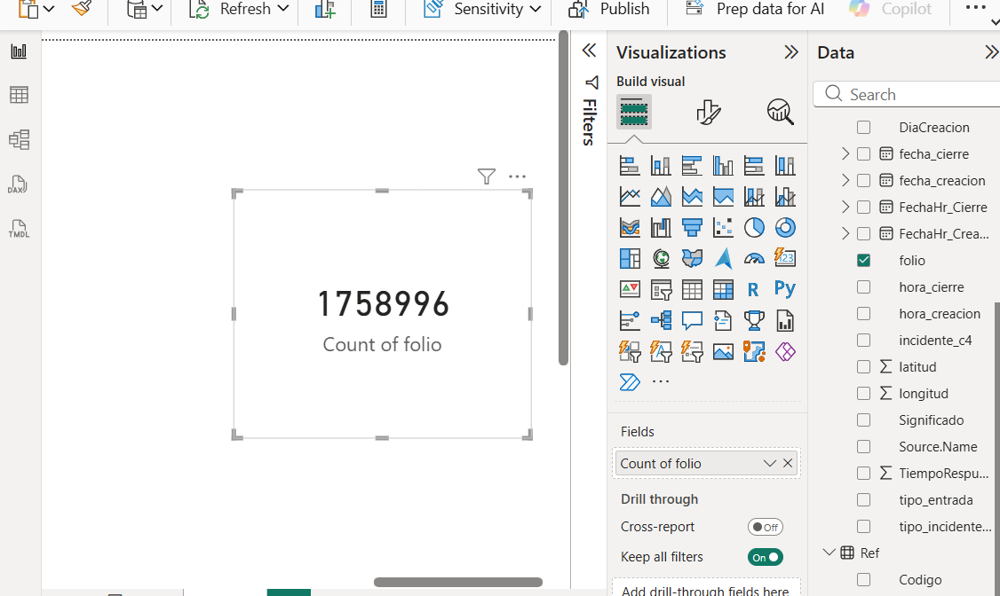 Refresh
Sensitivity
Publish
Prep data for AI
Copilot
Visualizations
Data
Build visual
Search
Filters
DAX
TMDL
1758996
Count of folio
123
R
Py
Fields
Count of folio
Drill through
Cross-report
Off
Keep all filters
On
Add drill-through fields here
DiaCreacion
fecha_cierre
fecha_creacion
FechaHr_Cierre
FechaHr_Crea...
folio
hora_cierre
hora_creacion
incidente_c4
latitud
longitud
Significado
Source.Name
TiempoRespu...
tipo_entrada
tipo_incidente...
Ref
Codigo